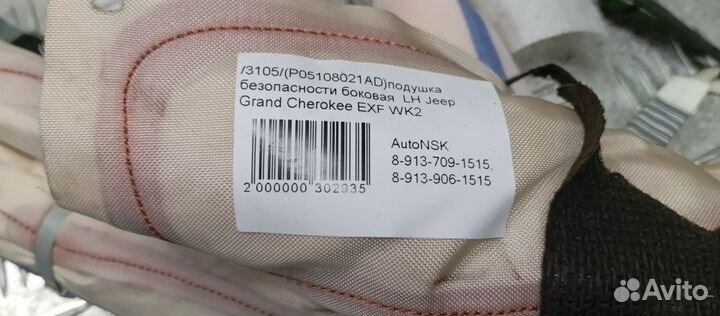 /3105/(P05108021AD)подушка
безопасности боковая LH Jeep
Grand Cherokee EXF WK2
AutoNSK
8-913-709-1515,
8-913-906-1515
2 000000 302935
Avito